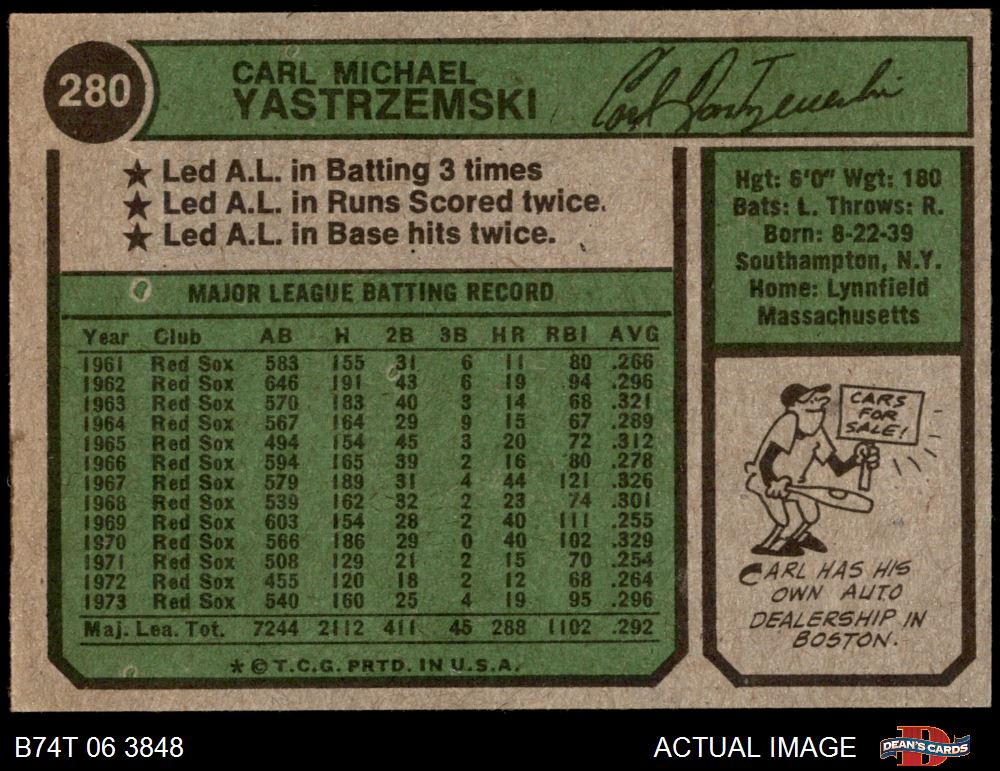 280
CARL MICHAEL
YASTRZEMSKI
Carl Yastrzemski
★ Led A.L. in Batting 3 times
★ Led A.L. in Runs Scored twice.
★ Led A.L. in Base hits twice.
MAJOR LEAGUE BATTING RECORD
Year Club AB H 2B 3B HR RBI AVG
1961 Red Sox 583 155 31 6 11 80 .266
1962 Red Sox 646 191 43 6 19 94 .296
1963 Red Sox 570 183 40 3 14 68 .321
1964 Red Sox 567 164 29 9 15 67 .289
1965 Red Sox 494 154 45 3 20 72 .312
1966 Red Sox 594 165 39 2 16 80 .278
1967 Red Sox 579 189 31 4 44 121 .326
1968 Red Sox 539 162 32 2 23 74 .301
1969 Red Sox 603 154 28 2 40 111 .255
1970 Red Sox 566 186 29 0 40 102 .329
1971 Red Sox 508 129 21 2 15 70 .254
1972 Red Sox 455 120 18 2 12 68 .264
1973 Red Sox 540 160 25 4 19 95 .296
Maj. Lea. Tot. 7244 2112 411 45 288 1102 .292
★ © T.C.G. PRTD. IN U.S.A.
Hgt: 6'0" Wgt: 180
Bats: L. Throws: R.
Born: 8-22-39
Southampton, N.Y.
Home: Lynnfield
Massachusetts
CARS
FOR
SALE!
CARL HAS HIS
OWN AUTO
DEALERSHIP IN
BOSTON.
B74T 06 3848
ACTUAL IMAGE
DEAN'S CARDS